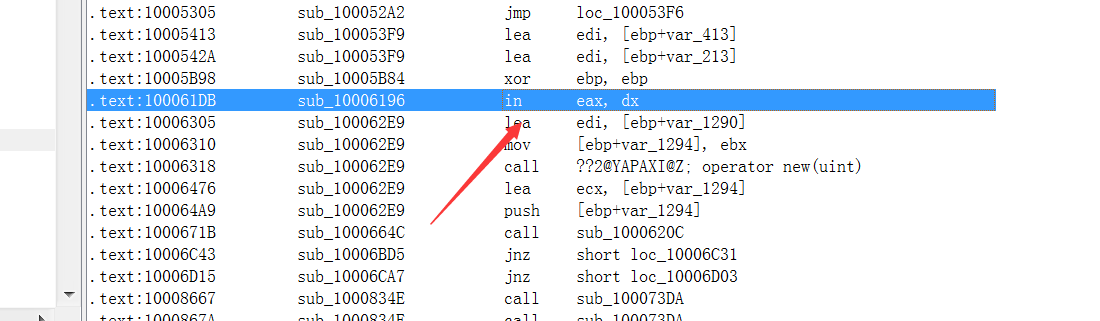 .text:10005305 sub_100052A2 jmp loc_100053F6
.text:10005413 sub_100053F9 lea edi, [ebp+var_413]
.text:1000542A sub_100053F9 lea edi, [ebp+var_213]
.text:10005B98 sub_10005B84 xor ebp, ebp
.text:100061DB sub_10006196 in eax, dx
.text:10006305 sub_100062E9 lea edi, [ebp+var_1290]
.text:10006310 sub_100062E9 mov [ebp+var_1294], ebx
.text:10006318 sub_100062E9 call ??2@YAPAXI@Z; operator new(uint)
.text:10006476 sub_100062E9 lea ecx, [ebp+var_1294]
.text:100064A9 sub_100062E9 push [ebp+var_1294]
.text:1000671B sub_1000664C call sub_1000620C
.text:10006C43 sub_10006BD5 jnz short loc_10006C31
.text:10006D15 sub_10006CA7 jnz short loc_10006D03
.text:10008667 sub_1000834E call sub_100073DA
.text:1000867A sub_1000834E call sub_100073DA